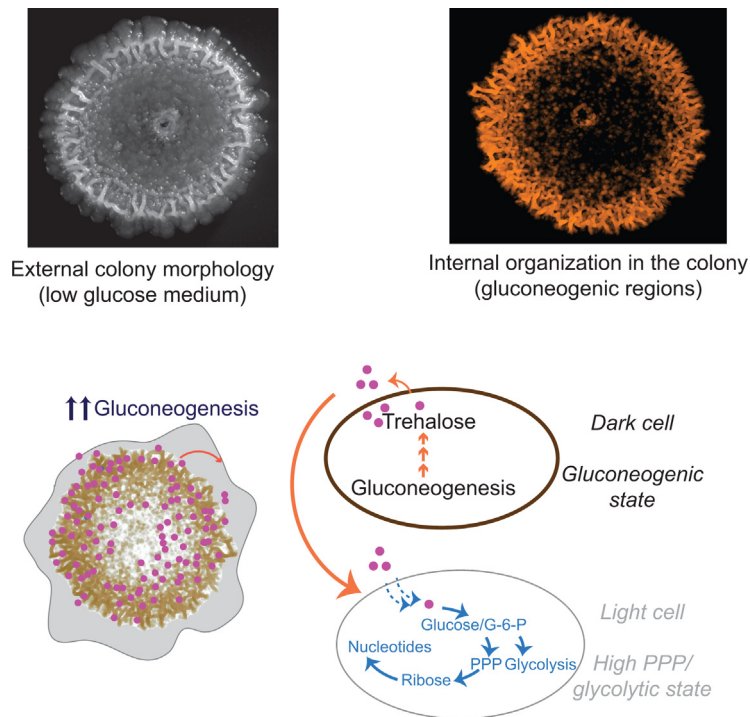 External colony morphology
(low glucose medium)
Internal organization in the colony
(gluconeogenic regions)
Gluconeogenesis
Trehalose
Gluconeogenesis
Dark cell
Gluconeogenic
state
Glucose/G-6-P
Nucleotides
PPP Glycolysis
Ribose
Light cell
High PPP/
glycolytic state